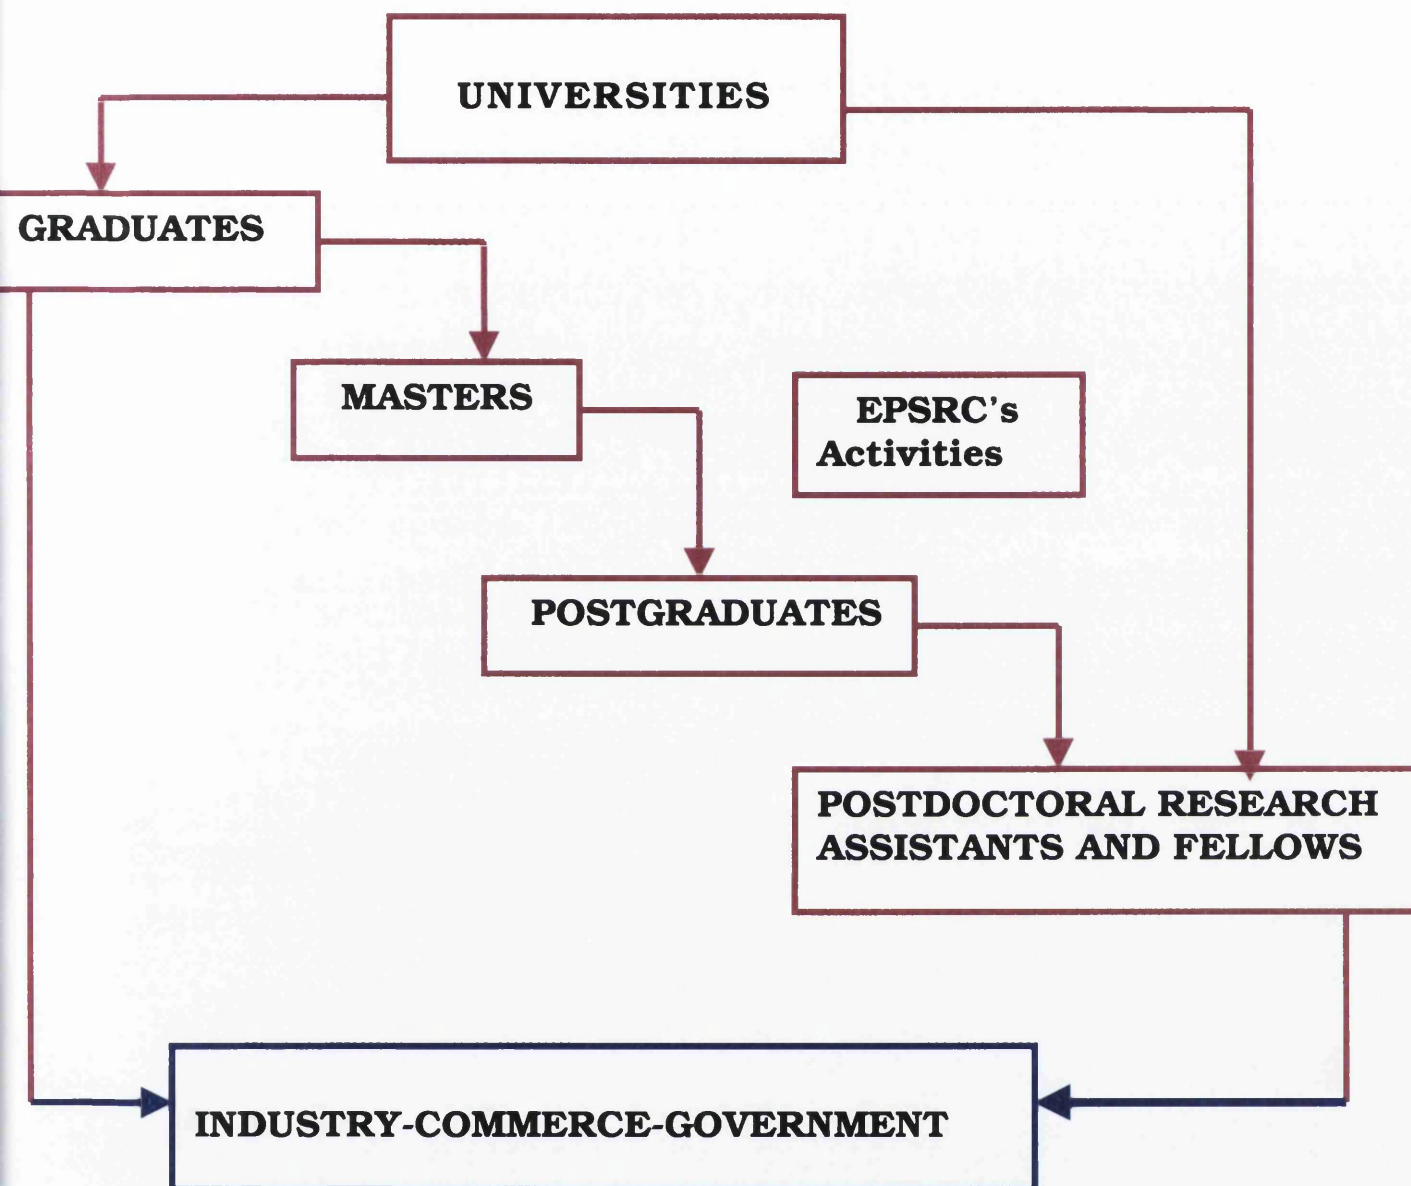 UNIVERSITIES
GRADUATES
MASTERS
EPSRC's
Activities
POSTGRADUATES
POSTDOCTORAL RESEARCH
ASSISTANTS AND FELLOWS
INDUSTRY-COMMERCE-GOVERNMENT